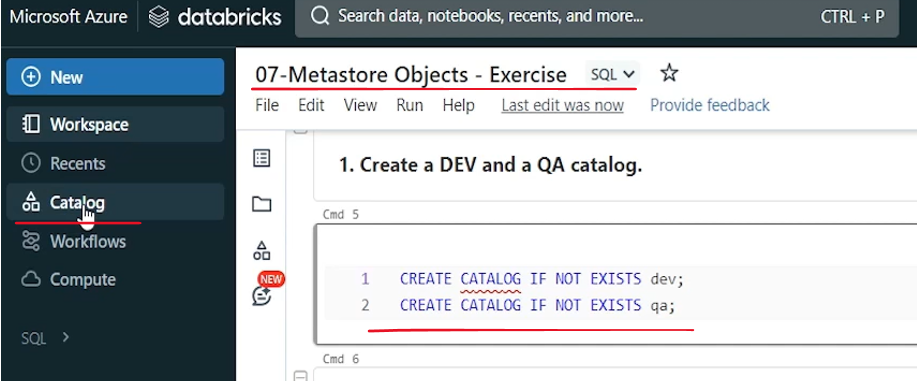 Microsoft Azure databricks Search data, notebooks, recents, and more... CTRL + P
New
Workspace
Recents
Catalog
Workflows
Compute
SQL
07-Metastore Objects - Exercise SQL
File Edit View Run Help Last edit was now Provide feedback
1. Create a DEV and a QA catalog.
Cmd 5
NEW
1 CREATE CATALOG IF NOT EXISTS dev;
2 CREATE CATALOG IF NOT EXISTS qa;
Cmd 6